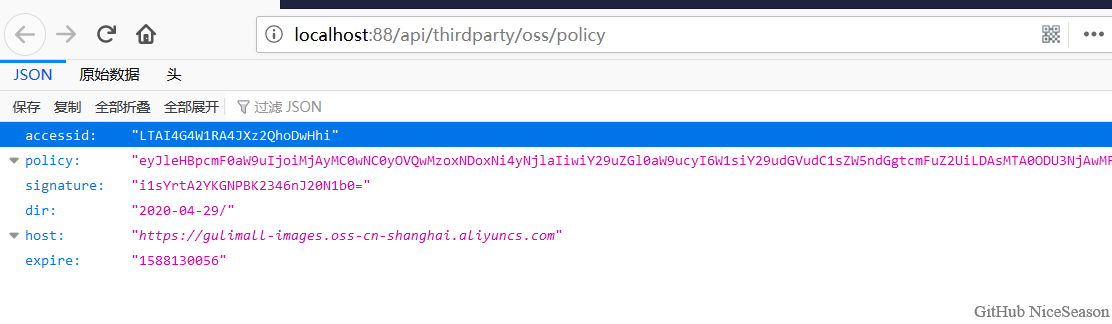 localhost:88/api/thirdparty/oss/policy
JSON 原始数据 头
保存 复制 全部折叠 全部展开 过滤 JSON
accessid: "LTAI4G4W1RA4JXz2QhoDwHhi"
policy: "eyJleHBpcmF0aW9uIjoiMjAyMC0wNC0yOVQwMzoxNDoxNi4yNjlaIiwiY29uZGl0aW9ucyI6W1siY29udGVudC1sZW5ndGgtcmFuZ2UiLDAsMTA0ODU3NjAwMF
signature: "i1sYrtA2YKGNPBK2346nJ20N1b0="
dir: "2020-04-29/"
host: "https://gulimall-images.oss-cn-shanghai.aliyuncs.com"
expire: "1588130056"
GitHub NiceSeason